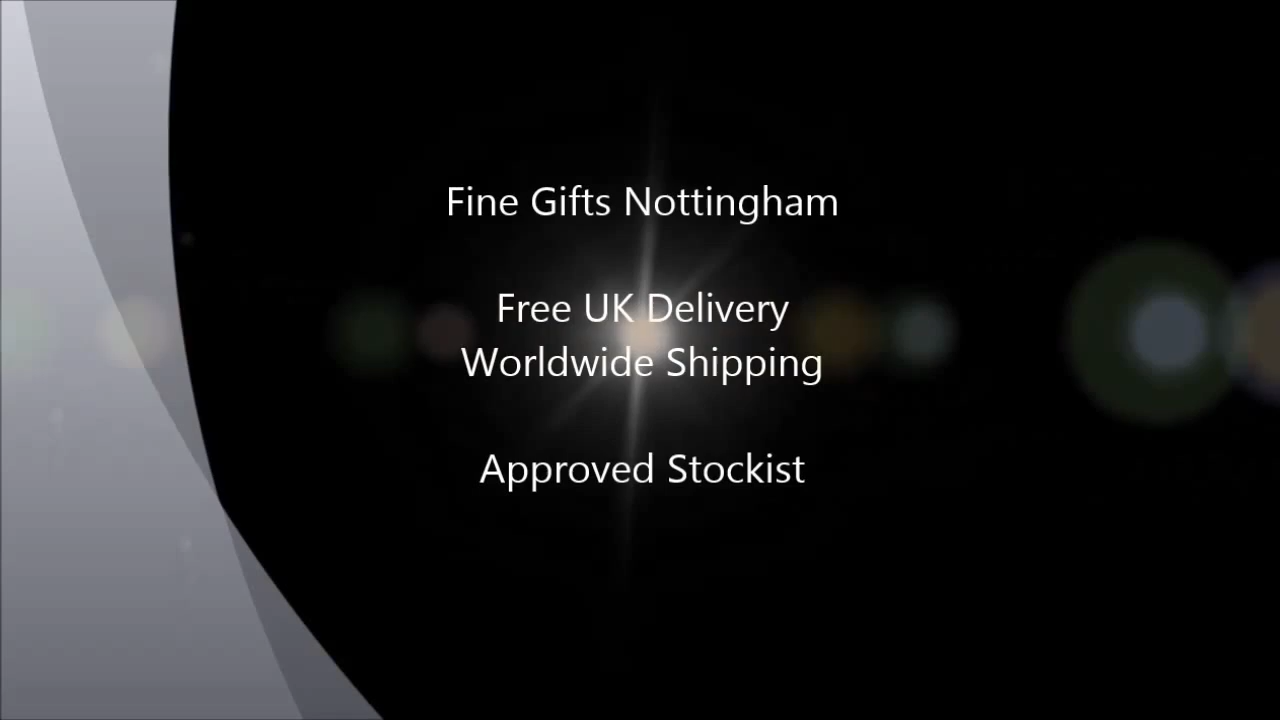 Fine Gifts Nottingham
Free UK Delivery
Worldwide Shipping
Approved Stockist